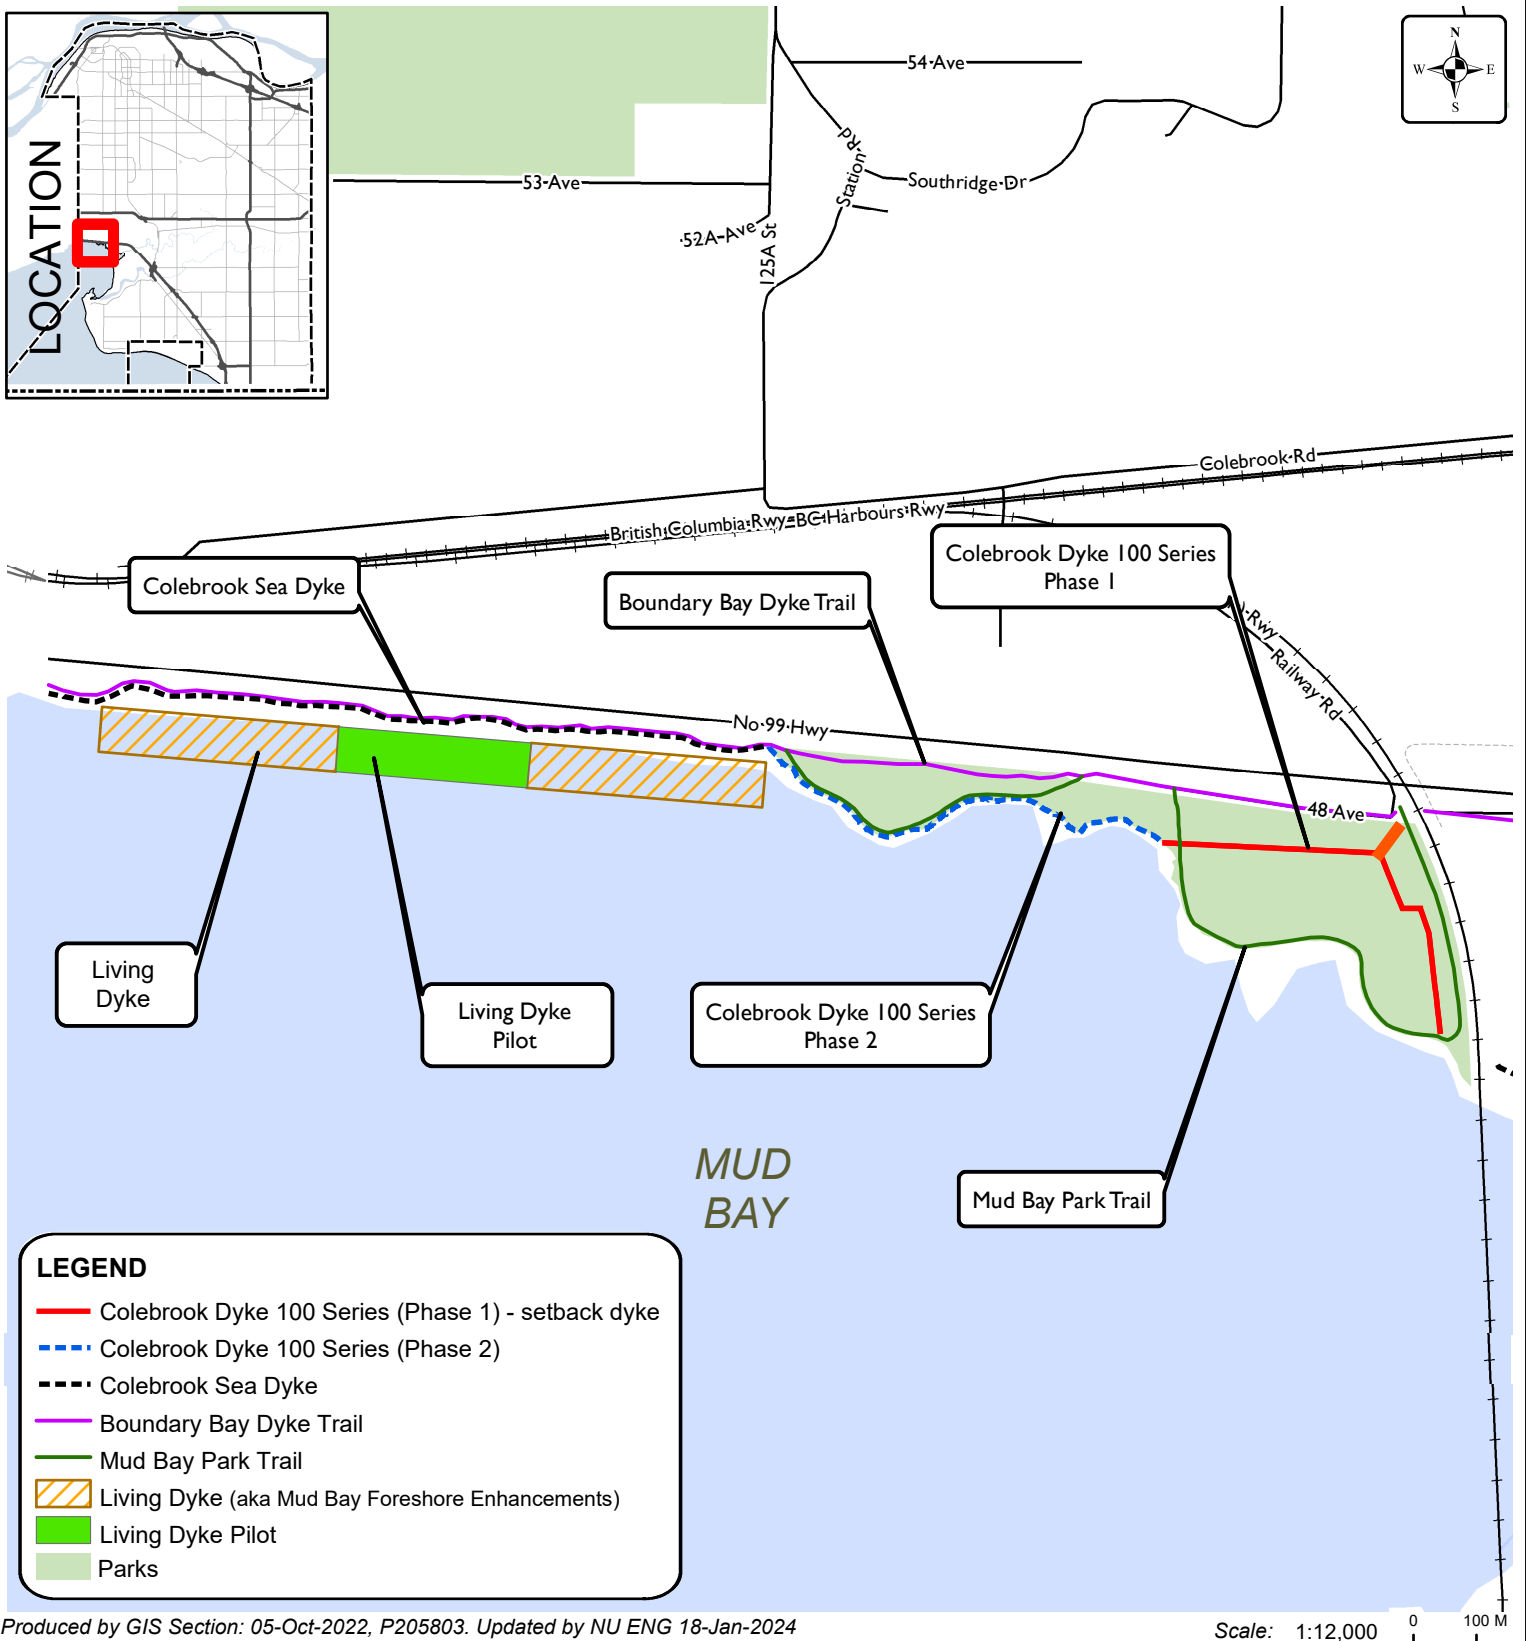 LOCATION
N
W
E
S
54 Ave
Station Rd
Southridge Dr
53 Ave
52A Ave
125A St
Colebrook Rd
British Columbia Rwy BC Harbours Rwy
Colebrook Dyke 100 Series
Phase 1
Colebrook Sea Dyke
Boundary Bay Dyke Trail
Rwy
Railway Rd
No 99 Hwy
48 Ave
Living
Dyke
Living Dyke
Pilot
Colebrook Dyke 100 Series
Phase 2
Mud Bay Park Trail
MUD
BAY
LEGEND
Colebrook Dyke 100 Series (Phase 1) - setback dyke
Colebrook Dyke 100 Series (Phase 2)
Colebrook Sea Dyke
Boundary Bay Dyke Trail
Mud Bay Park Trail
Living Dyke (aka Mud Bay Foreshore Enhancements)
Living Dyke Pilot
Parks
Produced by GIS Section: 05-Oct-2022, P205803. Updated by NU ENG 18-Jan-2024
Scale: 1:12,000
0 100 M